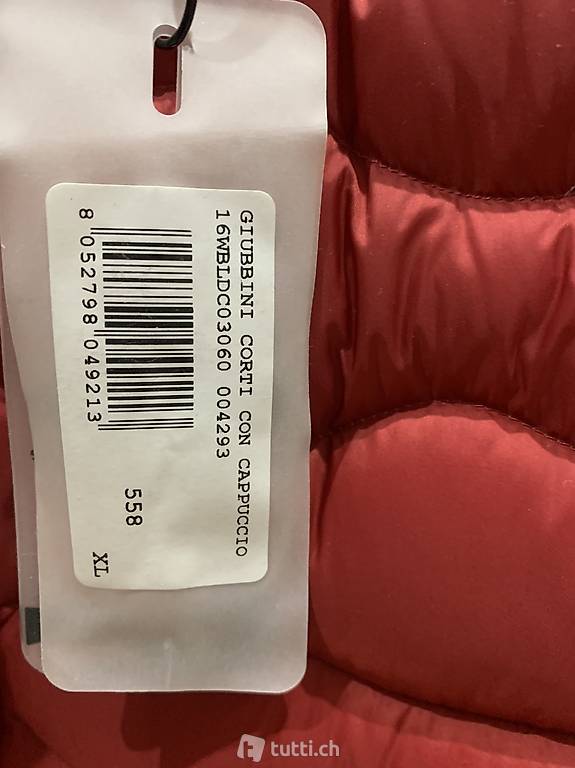 GIUBBINI CORTI CON CAPPUCCIO
16WBLDC03060 004293
8 052798 049213
558
XL
tutti.ch